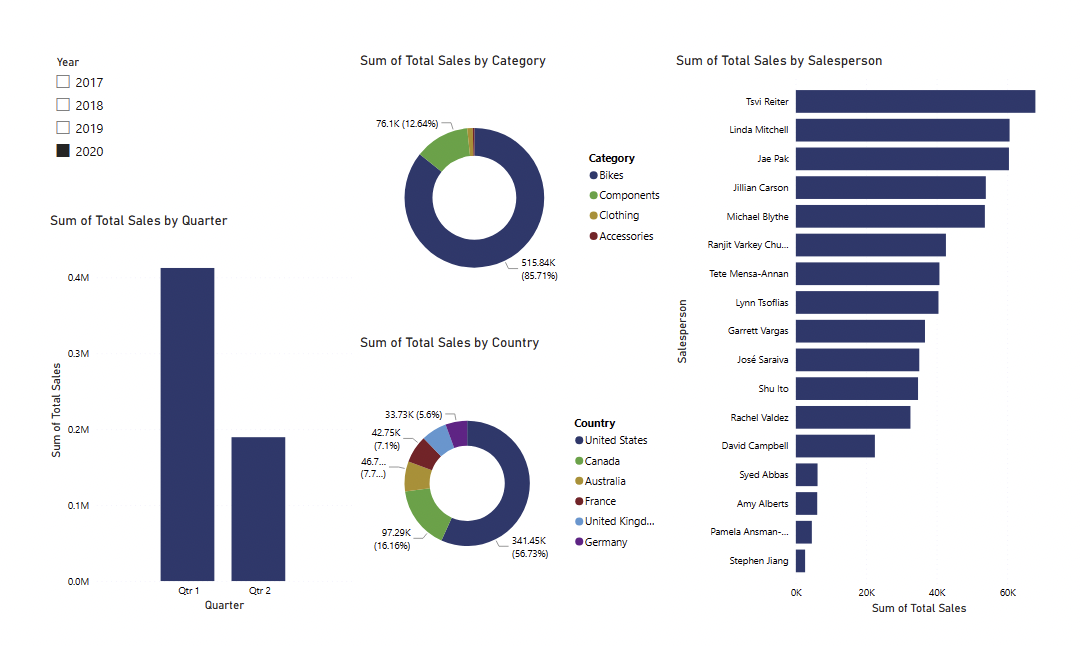 Year
2017
2018
2019
2020
Sum of Total Sales by Quarter
Sum of Total Sales
0.4M
0.3M
0.2M
0.1M
0.0M
Qtr 1
Qtr 2
Quarter
Sum of Total Sales by Category
76.1K (12.64%)
515.84K
(85.71%)
Category
Bikes
Components
Clothing
Accessories
Sum of Total Sales by Country
33.73K (5.6%)
42.75K
(7.1%)
46.7...
(7.7...)
97.29K
(16.16%)
341.45K
(56.73%)
Country
United States
Canada
Australia
France
United Kingd...
Germany
Sum of Total Sales by Salesperson
Salesperson
Tsvi Reiter
Linda Mitchell
Jae Pak
Jillian Carson
Michael Blythe
Ranjit Varkey Chu...
Tete Mensa-Annan
Lynn Tsoflias
Garrett Vargas
José Saraiva
Shu Ito
Rachel Valdez
David Campbell
Syed Abbas
Amy Alberts
Pamela Ansman-...
Stephen Jiang
0K
20K
40K
60K
Sum of Total Sales